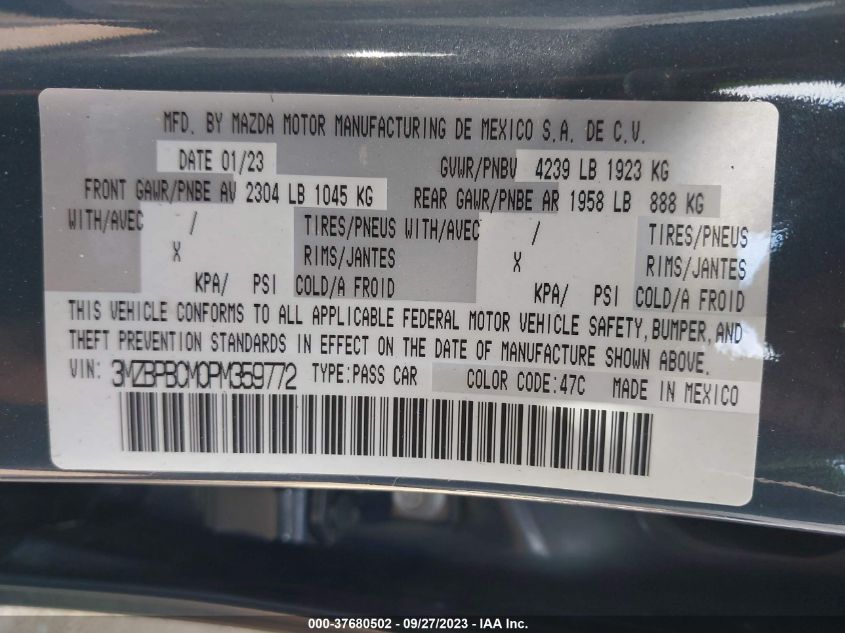 MFD. BY MAZDA MOTOR MANUFACTURING DE MEXICO S.A. DE C.V.
DATE 01/23 GVWR/PNBV 4239 LB 1923 KG
FRONT GAWR/PNBE AV 2304 LB 1045 KG REAR GAWR/PNBE AR 1958 LB 888 KG
WITH/AVEC / TIRES/PNEUS WITH/AVEC / TIRES/PNEUS
X RIMS/JANTES X RIMS/JANTES
KPA/ PSI COLD/A FROID KPA/ PSI COLD/A FROID
THIS VEHICLE CONFORMS TO ALL APPLICABLE FEDERAL MOTOR VEHICLE SAFETY, BUMPER, AND
THEFT PREVENTION STANDARDS IN EFFECT ON THE DATE OF MANUFACTURE SHOWN ABOVE.
VIN: 3MZBPBCM0PM359772 TYPE:PASS CAR COLOR CODE:47C MADE IN MEXICO
000-37680502 - 09/27/2023 - IAA Inc.